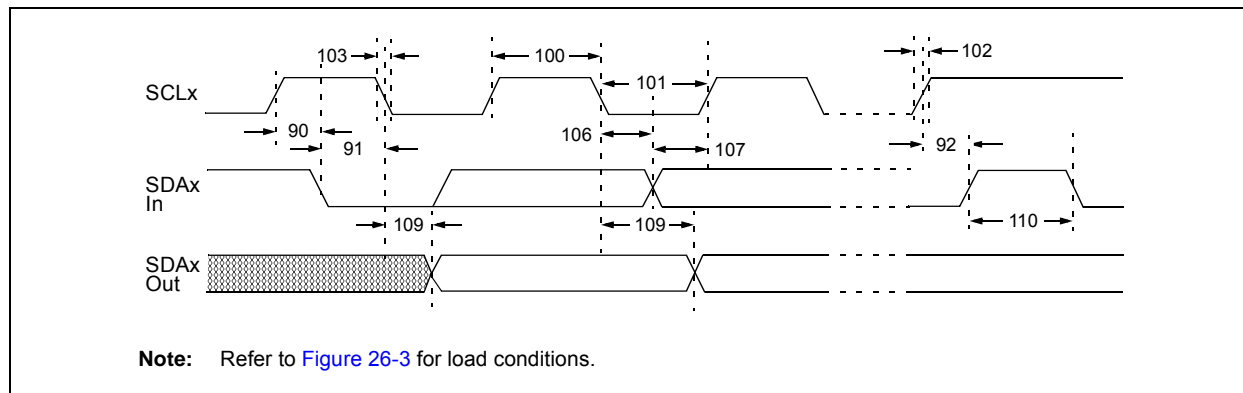 103
100
102
101
SCLx
90
106
91
107
92
SDAx
In
109
109
110
SDAx
Out
Note: Refer to Figure 26-3 for load conditions.